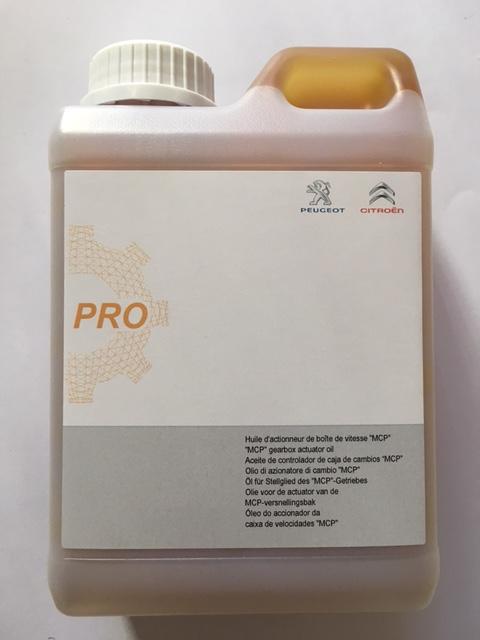 PEUGEOT
CITROËN
PRO
Huile d'actionneur de boîte de vitesse "MCP"
"MCP" gearbox actuator oil
Aceite de controlador de caja de cambios "MCP"
Olio di azionatore di cambio "MCP"
Öl für Stellglied des "MCP"-Getriebes
Olie voor de actuator van de
MCP-versnellingsbak
Óleo do accionador da
caixa de velocidades "MCP"